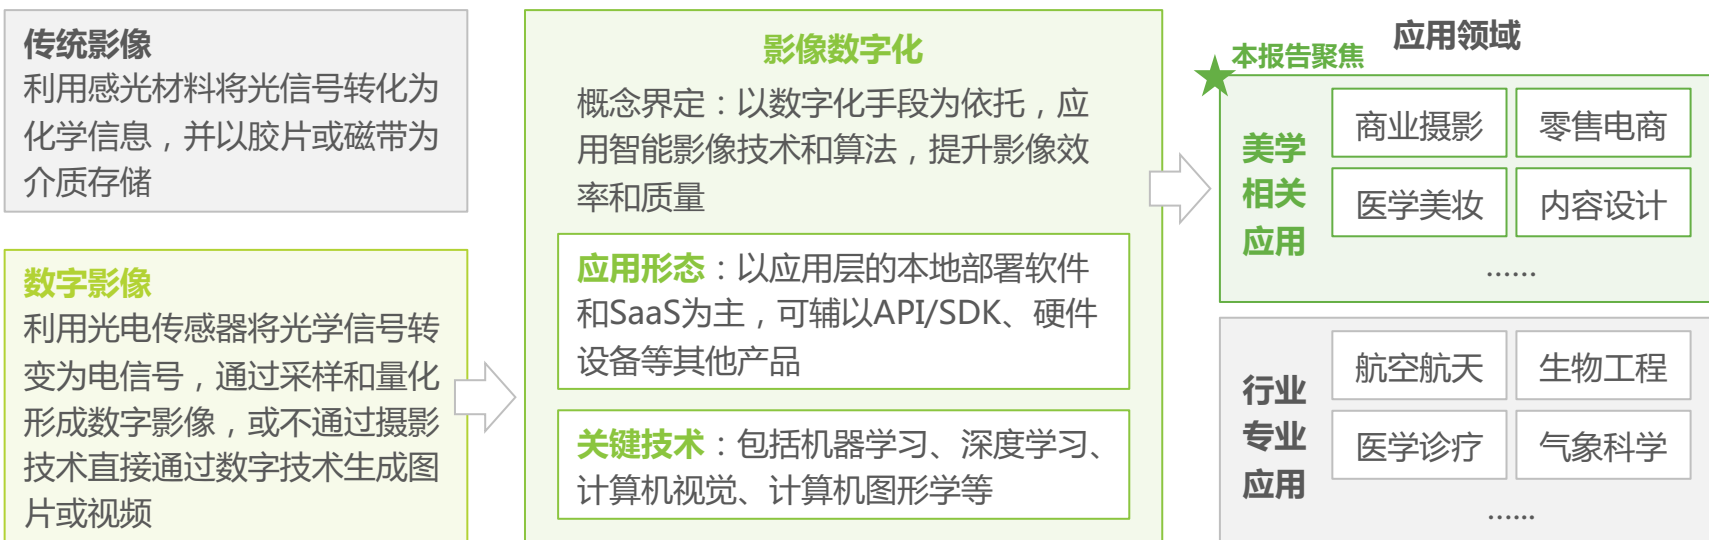 传统影像
利用感光材料将光信号转化为
化学信息，并以胶片或磁带为
介质存储
数字影像
利用光电传感器将光学信号转
变为电信号，通过采样和量化
形成数字影像，或不通过摄影
技术直接通过数字技术生成图
片或视频
影像数字化
概念界定：以数字化手段为依托，应
用智能影像技术和算法，提升影像效
率和质量
应用形态：以应用层的本地部署软件
和SaaS为主，可辅以API/SDK、硬件
设备等其他产品
关键技术：包括机器学习、深度学习、
计算机视觉、计算机图形学等
应用领域
本报告聚焦
美学
相关
应用
商业摄影
零售电商
医学美妆
内容设计
……
行业
专业
应用
航空航天
生物工程
医学诊疗
气象科学
……